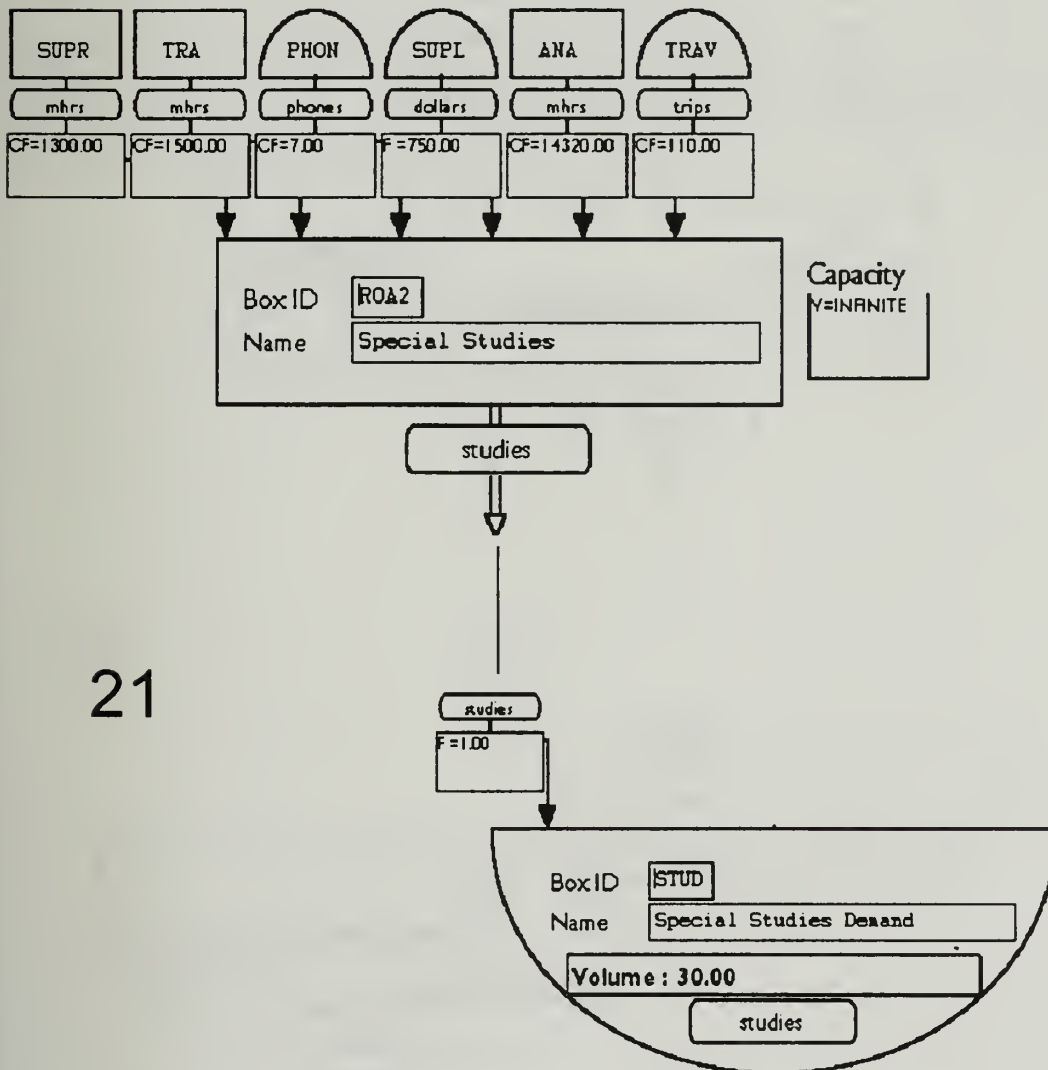 SUPR TRA PHON SUPL ANA TRAV
mhrs mhrs phones dollars mhrs trips
CF=1300.00 CF=1500.00 CF=7.00 F =750.00 CF=14320.00 CF=110.00
Box ID ROA2
Name Special Studies
Capacity
Y=INFINITE
studies
21
studies
F =1.00
Box ID STUD
Name Special Studies Demand
Volume : 30.00
studies